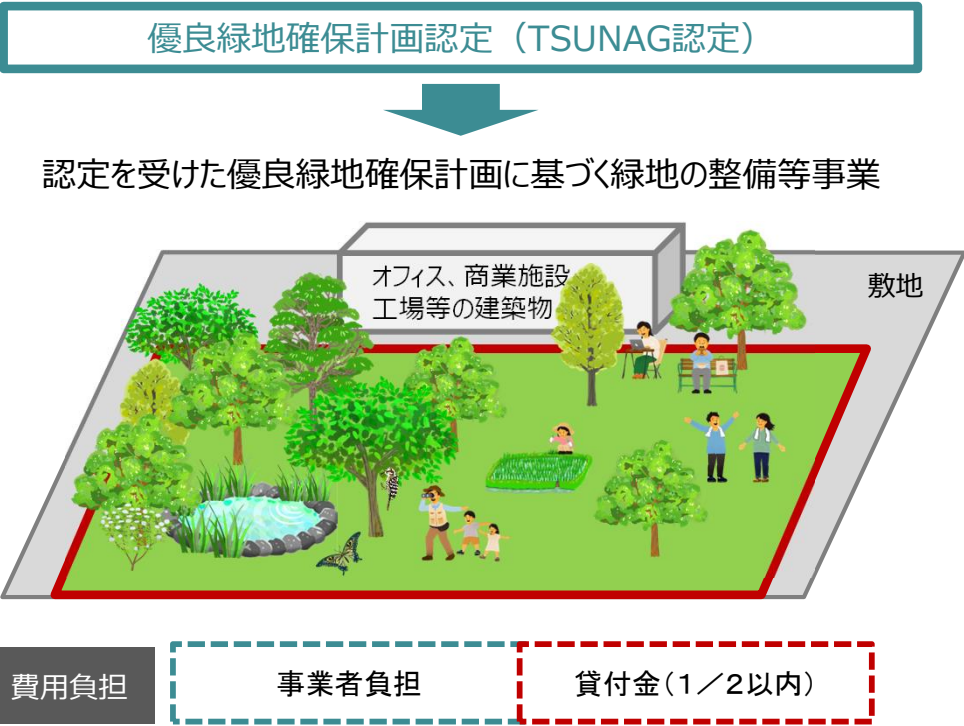 優良緑地確保計画認定（TSUNAG認定）
認定を受けた優良緑地確保計画に基づく緑地の整備等事業
オフィス、商業施設
工場等の建築物
敷地
費用負担
事業者負担
貸付金（１／２以内）